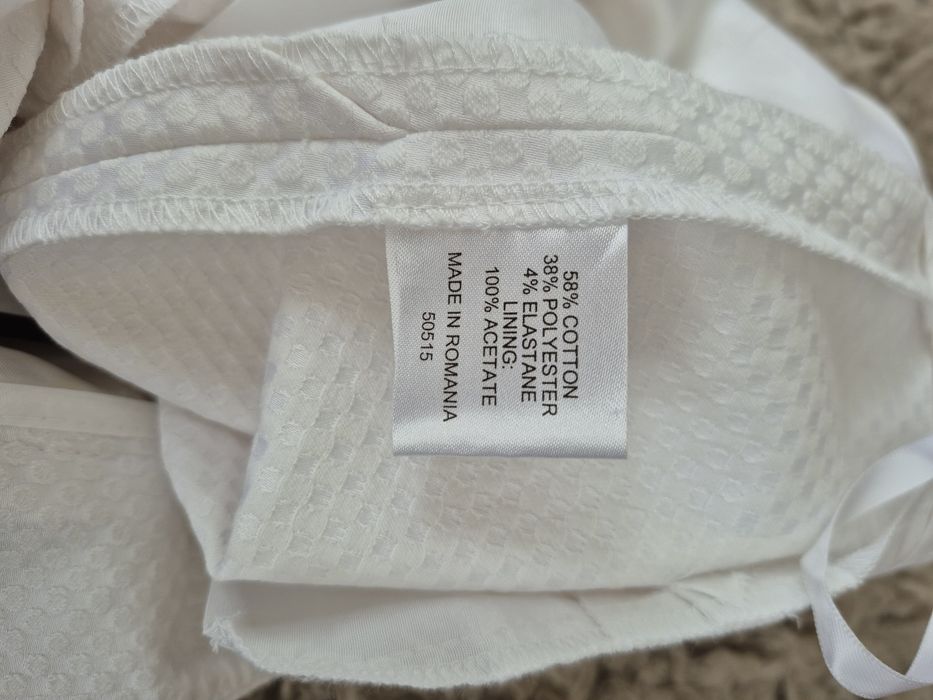 58% COTTON
38% POLYESTER
4% ELASTANE
LINING:
100% ACETATE
MADE IN ROMANIA
50515